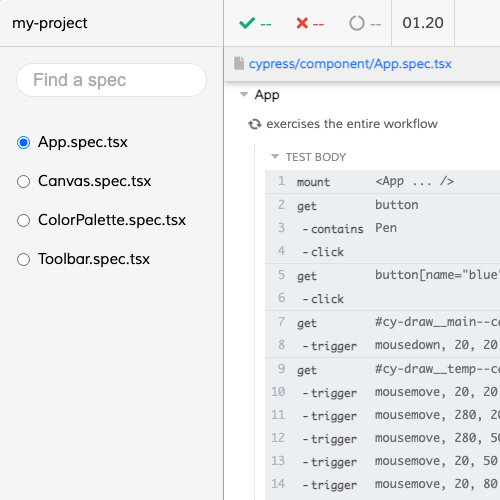 my-project
-- -- -- 01.20
Find a spec
App.spec.tsx
Canvas.spec.tsx
ColorPalette.spec.tsx
Toolbar.spec.tsx
cypress/component/App.spec.tsx
App
exercises the entire workflow
TEST BODY
1 mount <App ... />
2 get button
3 -contains Pen
4 -click
5 get button[name="blue"
6 -click
7 get #cy-draw__main--c
8 -trigger mousedown, 20, 20
9 get #cy-draw__temp--c
10 -trigger mousemove, 20, 20
11 -trigger mousemove, 280, 20
12 -trigger mousemove, 280, 50
13 -trigger mousemove, 20, 50
14 -trigger mousemove, 20, 80